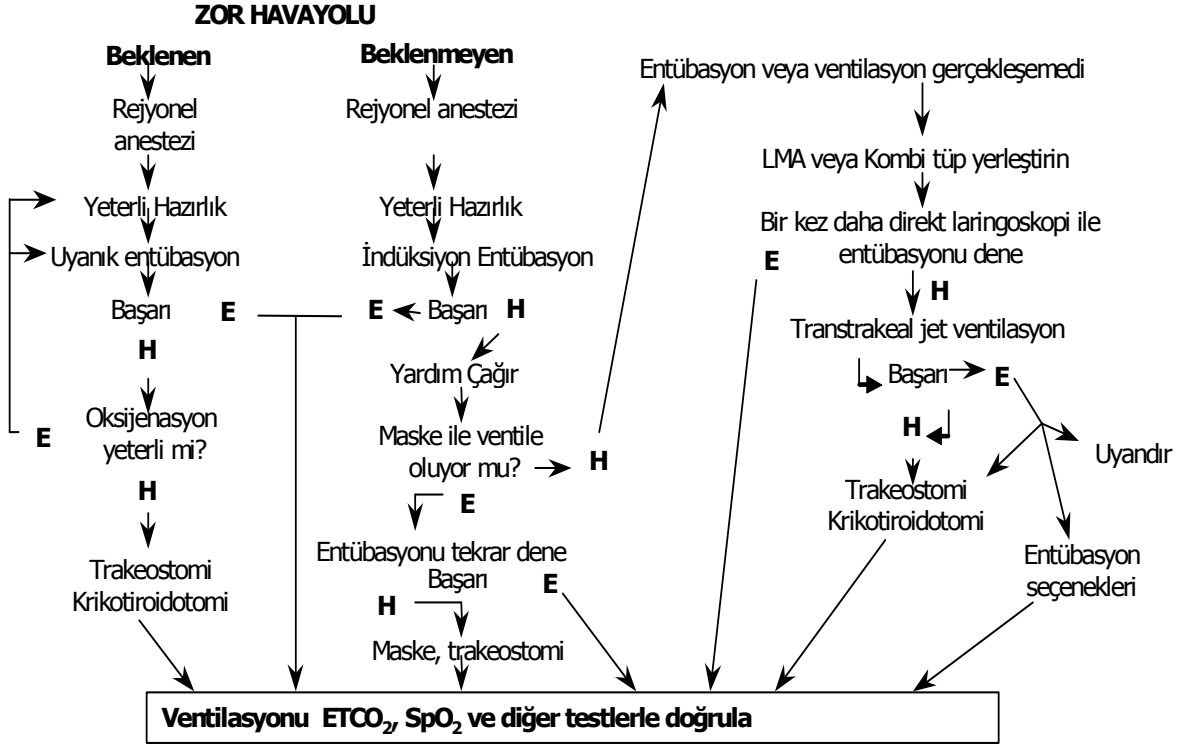 ZOR HAVAYOLU
Beklenen
Rejyonel
anestezi
Yeterli Hazırlık
Uyanık entübasyon
Başarı
E
H
Oksijenasyon
yeterli mi?
E
H
Trakeostomi
Krikotiroidotomi
Beklenmeyen
Rejyonel anestezi
Yeterli Hazırlık
İndüksiyon Entübasyon
E
Başarı
H
Yardım Çağır
Maske ile ventile
oluyor mu?
H
E
Entübasyonu tekrar dene
Başarı
E
H
Maske, trakeostomi
Entübasyon veya ventilasyon gerçekleşemedi
LMA veya Kombi tüp yerleştirin
Bir kez daha direkt laringoskopi ile
entübasyonu dene
E
H
Transtrakeal jet ventilasyon
Başarı
E
H
Uyandır
Trakeostomi
Krikotiroidotomi
Entübasyon
seçenekleri
Ventilasyonu ETCO₂, SpO₂ ve diğer testlerle doğrula